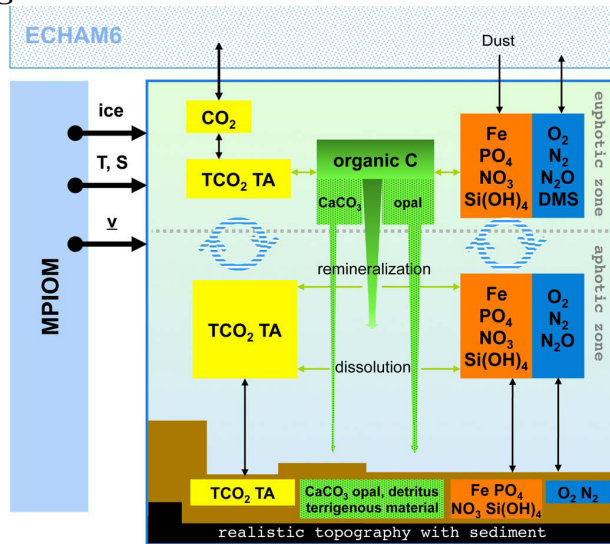 ECHAM6
Dust
MPIOM
ice
T, S
v
CO₂
TCO₂ TA
organic C
CaCO₃
opal
Fe
PO₄
NO₃
Si(OH)₄
O₂
N₂
N₂O
DMS
euphotic zone
remineralization
TCO₂ TA
dissolution
Fe
PO₄
NO₃
Si(OH)₄
O₂
N₂
N₂O
aphotic zone
TCO₂ TA
CaCO₃ opal, detritus
terrigenous material
Fe PO₄
NO₃ Si(OH)₄
O₂ N₂
realistic topography with sediment